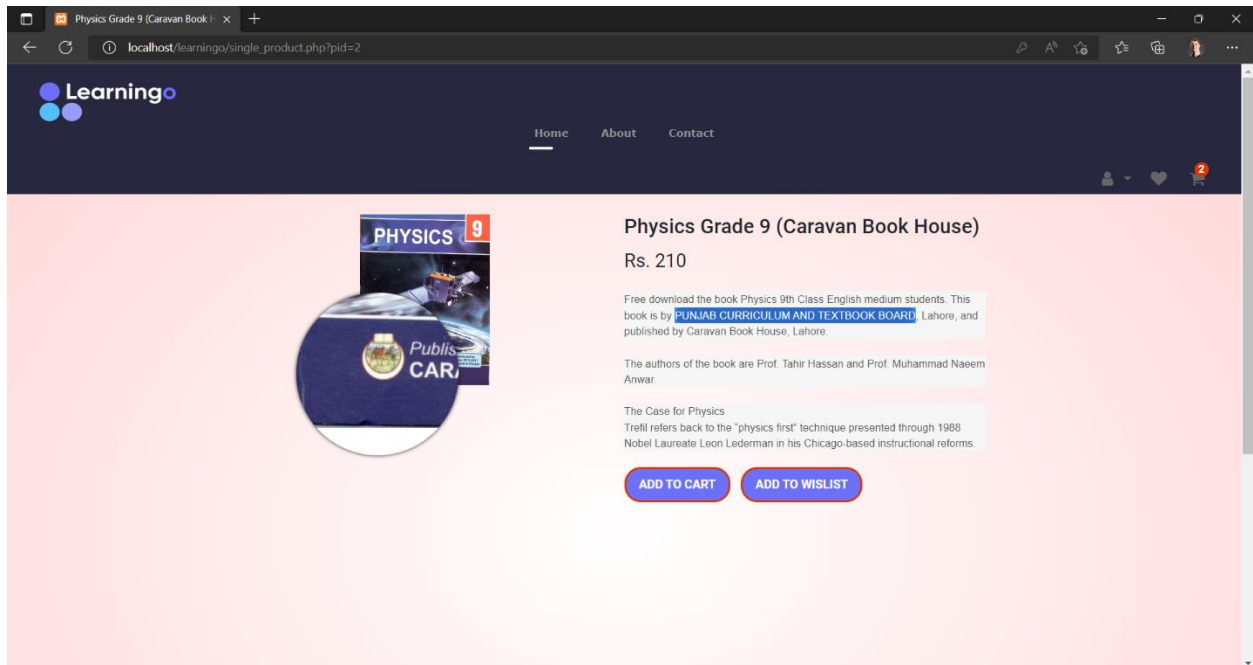 Physics Grade 9 (Caravan Book H
localhost/learningo/single_product.php?pid=2
Learningo
Home About Contact
2
PHYSICS 9
Publis
CAR
Physics Grade 9 (Caravan Book House)
Rs. 210
Free download the book Physics 9th Class English medium students. This
book is by PUNJAB CURRICULUM AND TEXTBOOK BOARD, Lahore, and
published by Caravan Book House, Lahore.
The authors of the book are Prof. Tahir Hassan and Prof. Muhammad Naeem
Anwar.
The Case for Physics
Trefil refers back to the "physics first" technique presented through 1988
Nobel Laureate Leon Lederman in his Chicago-based instructional reforms.
ADD TO CART ADD TO WISLIST